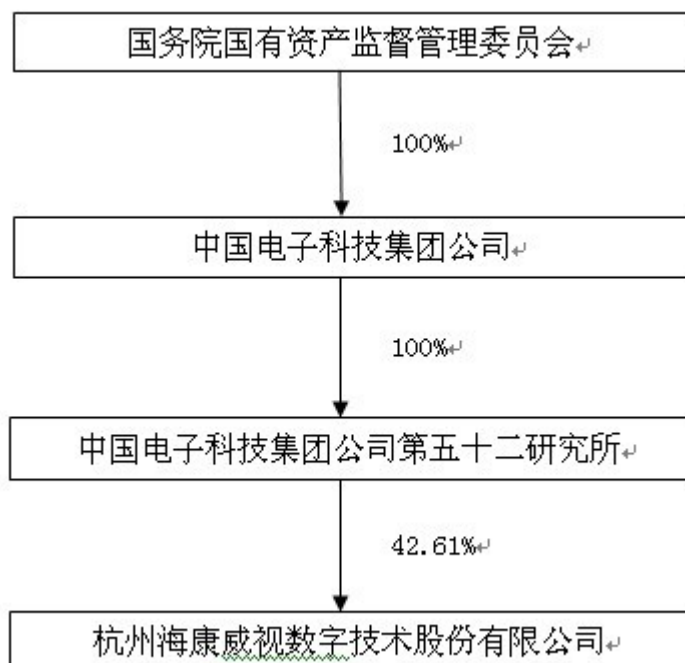 国务院国有资产监督管理委员会
100%
中国电子科技集团公司
100%
中国电子科技集团公司第五十二研究所
42.61%
杭州海康威视数字技术股份有限公司